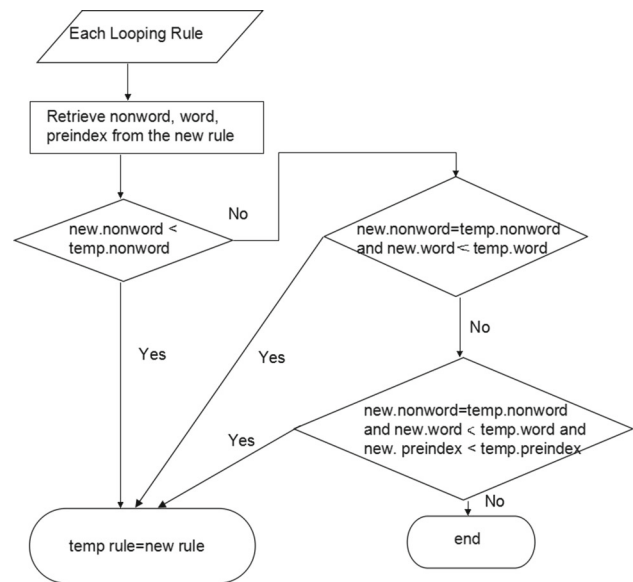 Each Looping Rule
Retrieve nonword, word,
preindex from the new rule
new.nonword <
temp.nonword
No
new.nonword=temp.nonword
and new.word < temp.word
Yes
Yes
No
new.nonword=temp.nonword
and new.word < temp.word and
new. preindex < temp.preindex
Yes
No
temp rule=new rule
end